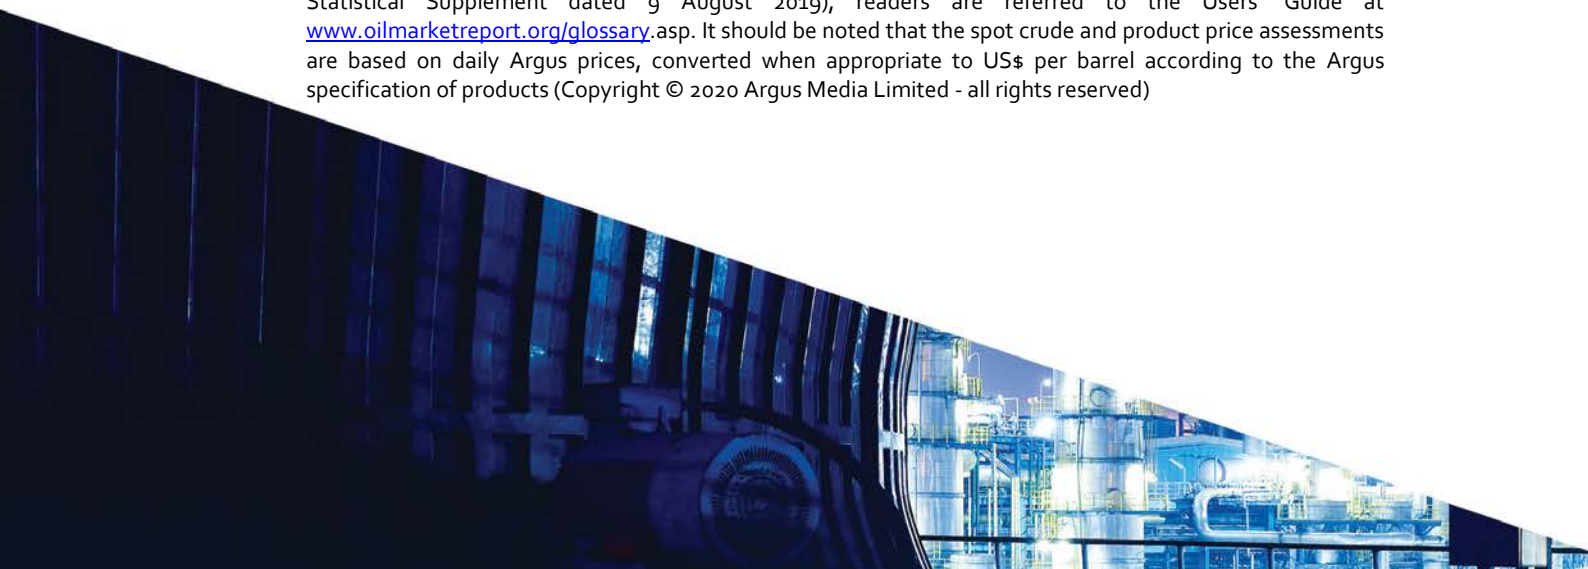 Statistical Supplement dated 9 August 2019), readers are referred to the Users' Guide at
www.oilmarketreport.org/glossary.asp. It should be noted that the spot crude and product price assessments
are based on daily Argus prices, converted when appropriate to US$ per barrel according to the Argus
specification of products (Copyright © 2020 Argus Media Limited - all rights reserved)